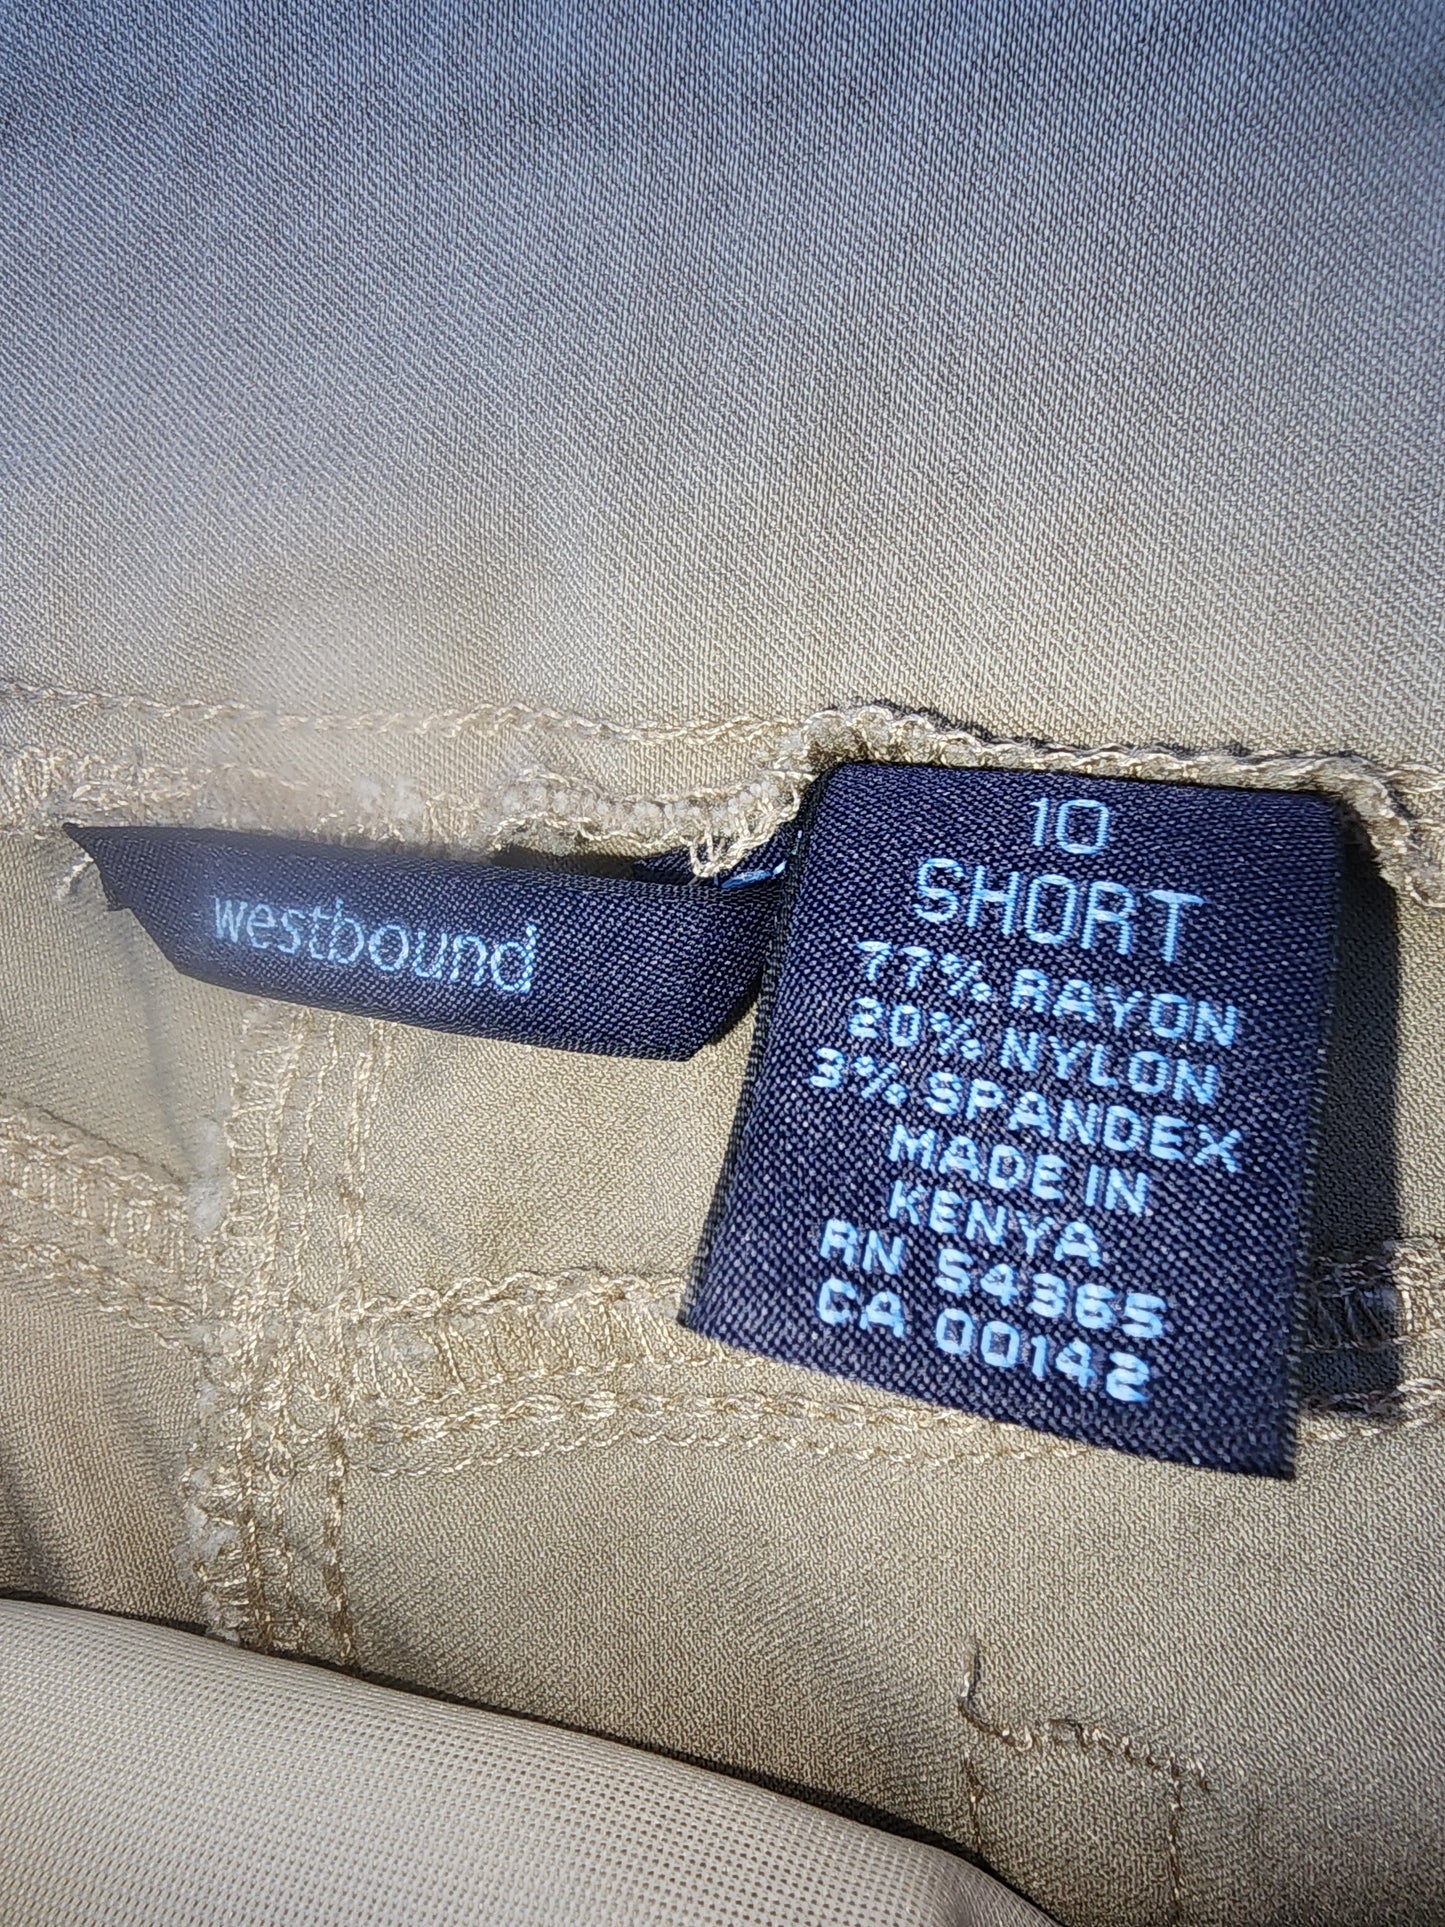 westbound
10
SHORT
77% RAYON
20% NYLON
3% SPANDEX
MADE IN
KENYA
RN 54365
CA 00142